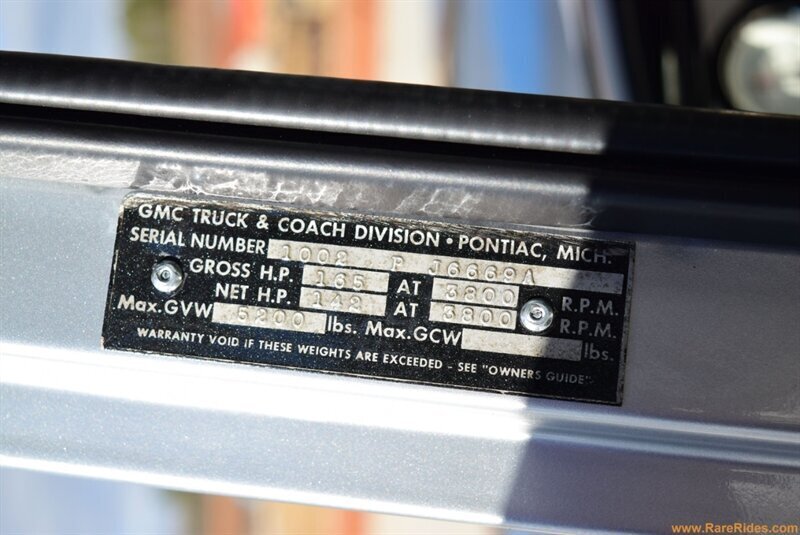 GMC TRUCK & COACH DIVISION • PONTIAC, MICH.
SERIAL NUMBER 1002 P J6669A
GROSS H.P. 165 AT 3800 R.P.M.
NET H.P. 142 AT 3800 R.P.M.
Max.GVW 5200 lbs. Max.GCW lbs.
WARRANTY VOID IF THESE WEIGHTS ARE EXCEEDED - SEE "OWNERS GUIDE"
www.RareRides.com